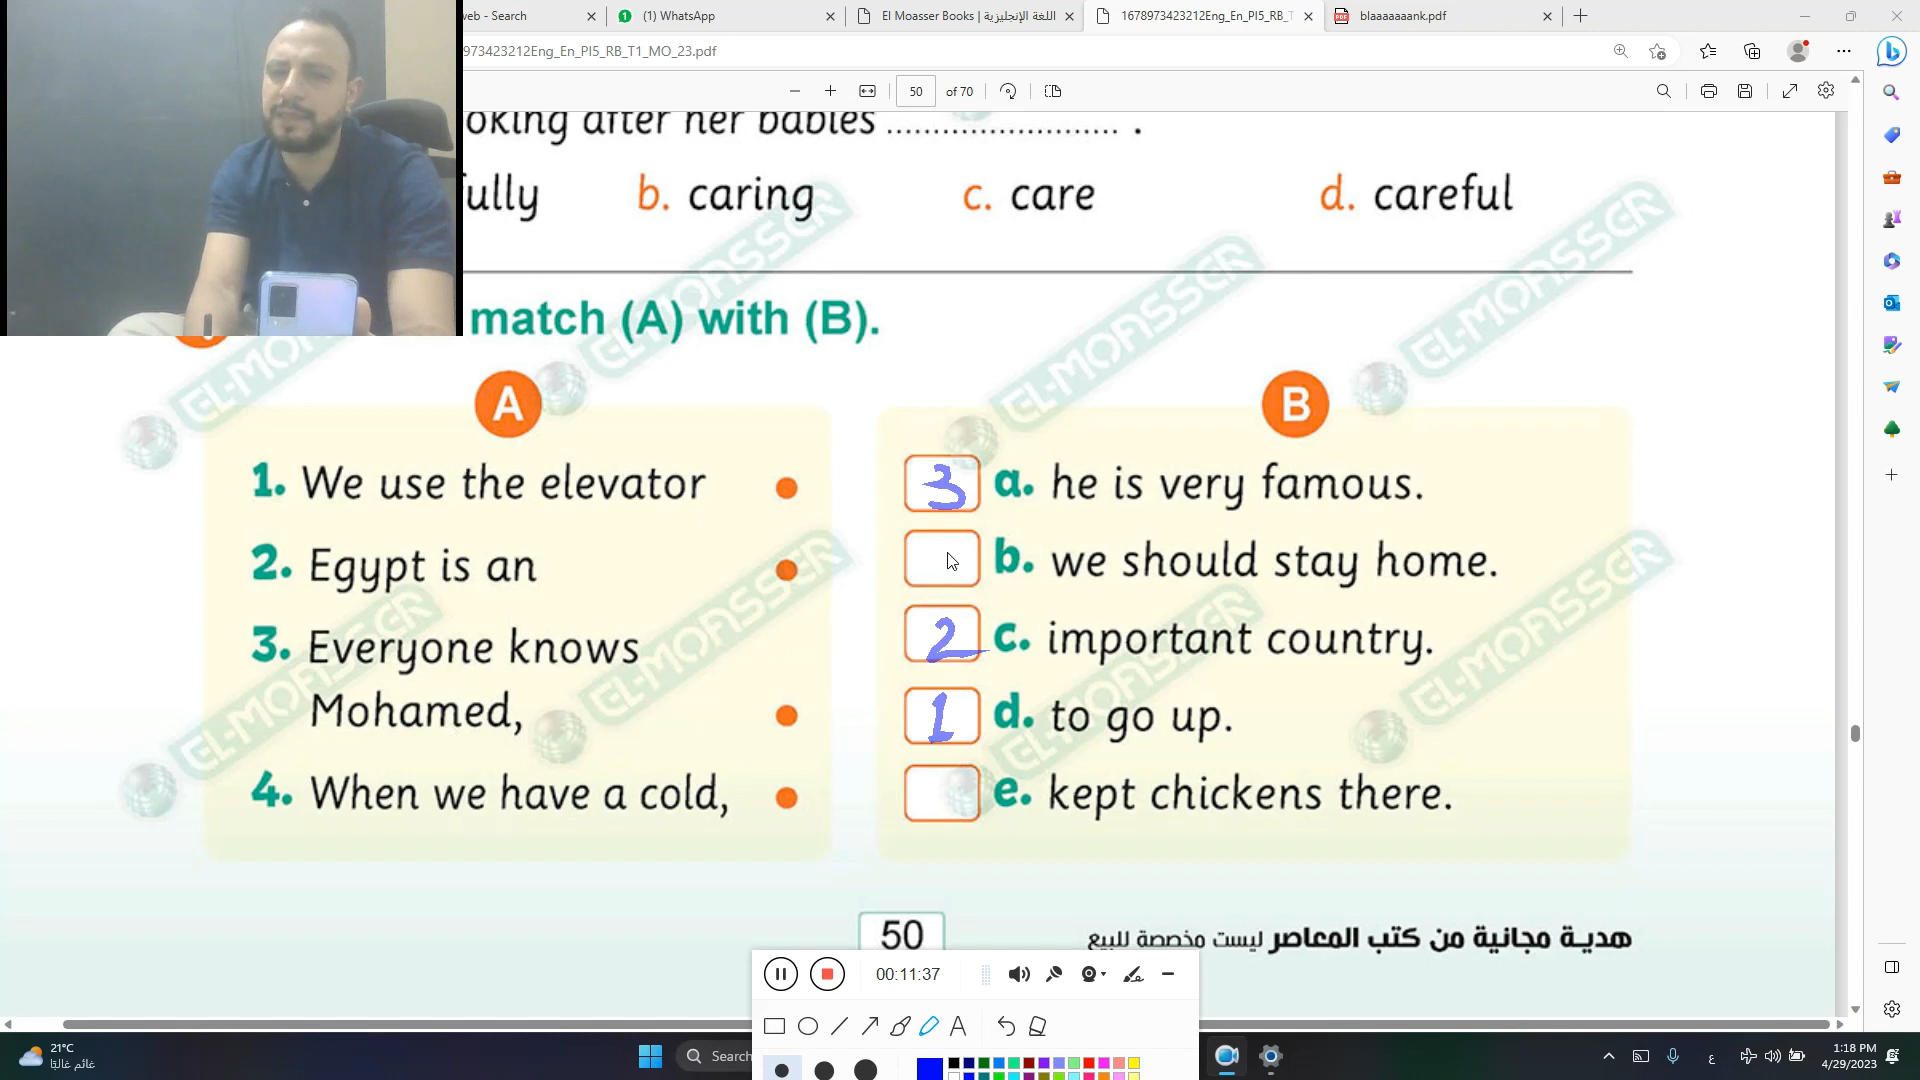 web - Search
(1) WhatsApp
El Moasser Books | اللغة الإنجليزية
1678973423212Eng_En_PI5_RB_T
blaaaaaank.pdf
973423212Eng_En_PI5_RB_T1_MO_23.pdf
50 of 70
oking after her babies ........................ .
fully b. caring c. care d. careful
match (A) with (B).
A
B
1. We use the elevator
2. Egypt is an
3. Everyone knows
Mohamed,
4. When we have a cold,
3 a. he is very famous.
b. we should stay home.
2 c. important country.
1 d. to go up.
e. kept chickens there.
EL-MOASSER
50
هدية مجانية من كتب المعاصر ليست مخصصة للبيع
00:11:37
21°C
غائم غالبًا
Search
ع
1:18 PM
4/29/2023